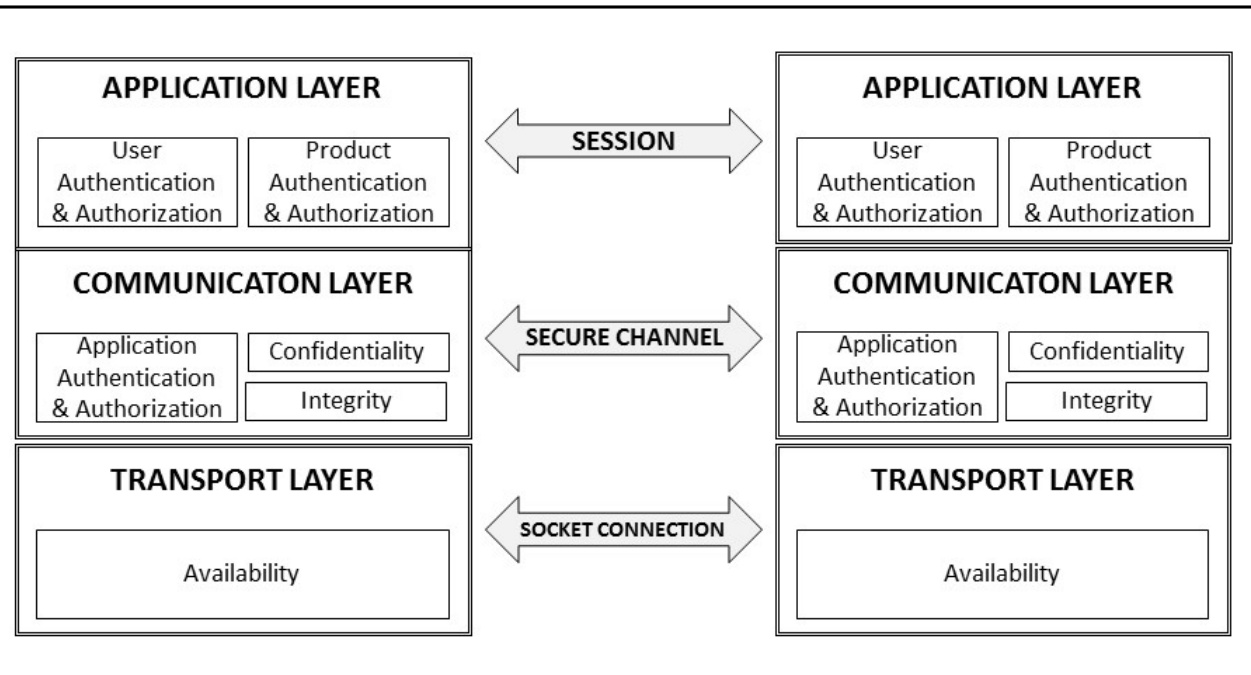 APPLICATION LAYER
User
Authentication
& Authorization
Product
Authentication
& Authorization
SESSION
APPLICATION LAYER
User
Authentication
& Authorization
Product
Authentication
& Authorization
COMMUNICATON LAYER
Application
Authentication
& Authorization
Confidentiality
Integrity
SECURE CHANNEL
COMMUNICATON LAYER
Application
Authentication
& Authorization
Confidentiality
Integrity
TRANSPORT LAYER
Availability
SOCKET CONNECTION
TRANSPORT LAYER
Availability